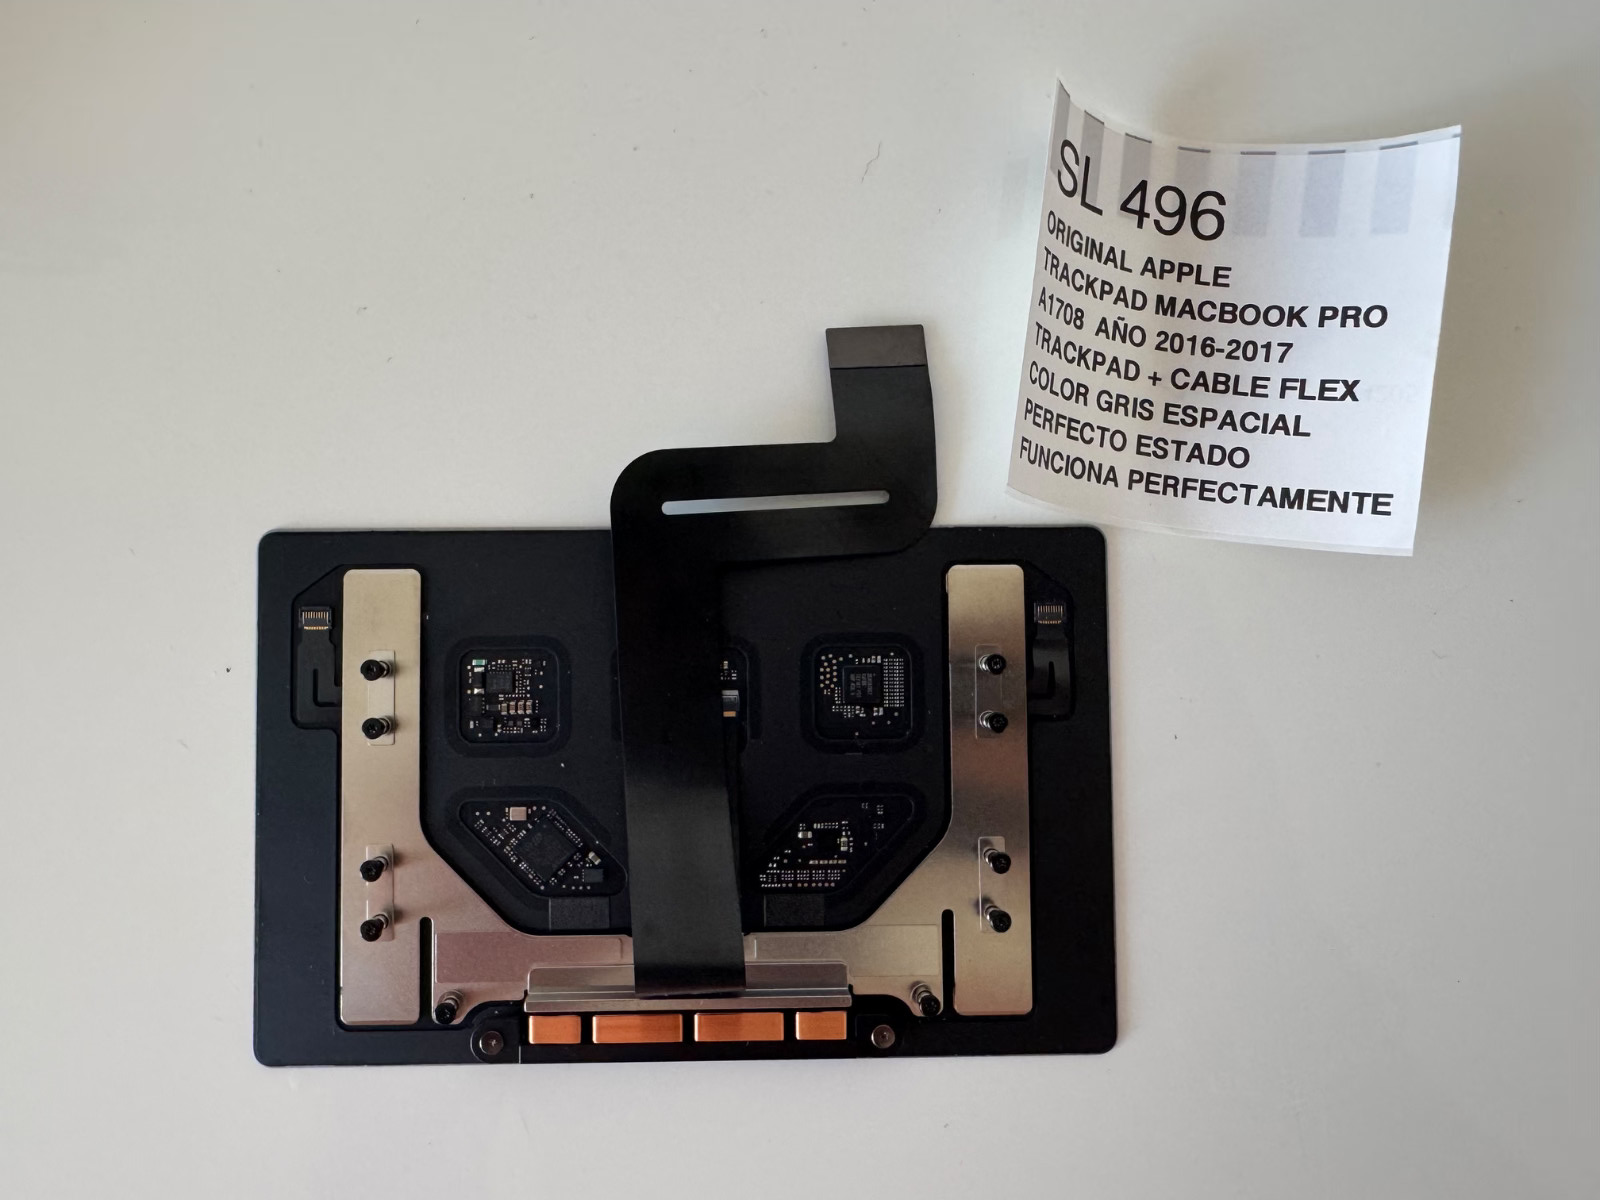 SL 496
ORIGINAL APPLE
TRACKPAD MACBOOK PRO
A1708 AÑO 2016-2017
TRACKPAD + CABLE FLEX
COLOR GRIS ESPACIAL
PERFECTO ESTADO
FUNCIONA PERFECTAMENTE